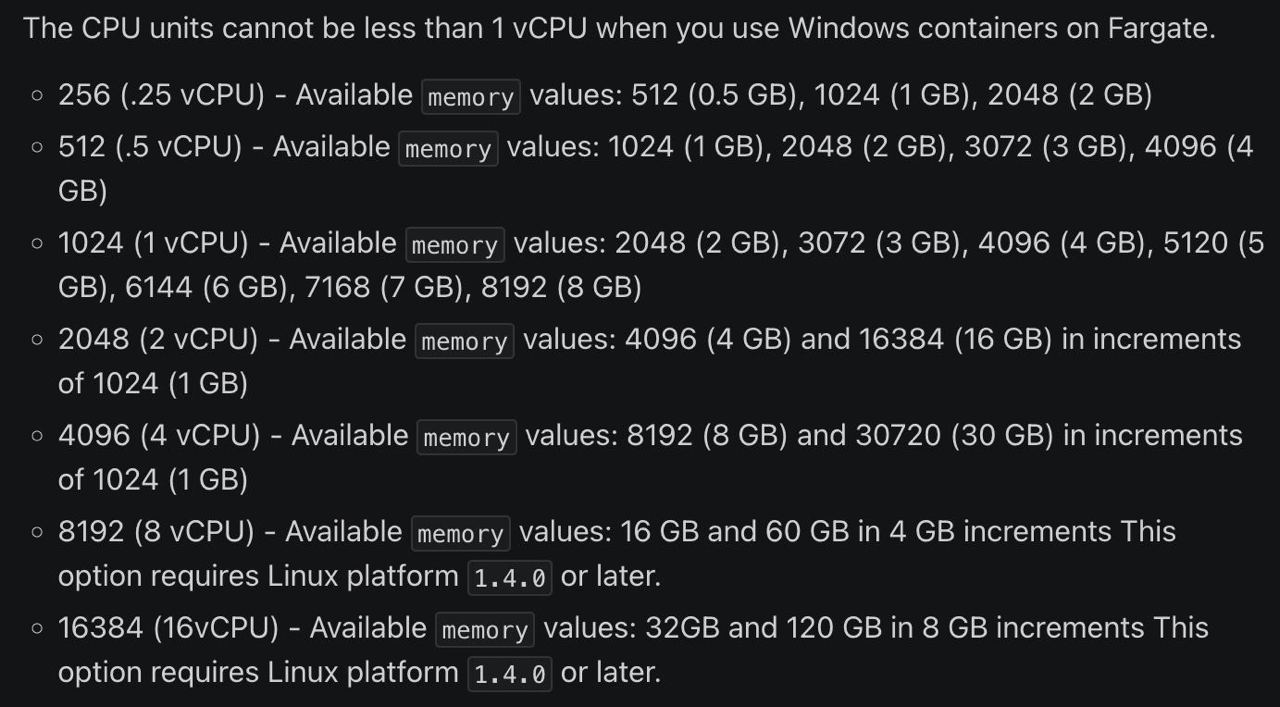 The CPU units cannot be less than 1 vCPU when you use Windows containers on Fargate.
256 (.25 vCPU) - Available memory values: 512 (0.5 GB), 1024 (1 GB), 2048 (2 GB)
512 (.5 vCPU) - Available memory values: 1024 (1 GB), 2048 (2 GB), 3072 (3 GB), 4096 (4
GB)
1024 (1 vCPU) - Available memory values: 2048 (2 GB), 3072 (3 GB), 4096 (4 GB), 5120 (5
GB), 6144 (6 GB), 7168 (7 GB), 8192 (8 GB)
2048 (2 vCPU) - Available memory values: 4096 (4 GB) and 16384 (16 GB) in increments
of 1024 (1 GB)
4096 (4 vCPU) - Available memory values: 8192 (8 GB) and 30720 (30 GB) in increments
of 1024 (1 GB)
8192 (8 vCPU) - Available memory values: 16 GB and 60 GB in 4 GB increments This
option requires Linux platform 1.4.0 or later.
16384 (16vCPU) - Available memory values: 32GB and 120 GB in 8 GB increments This
option requires Linux platform 1.4.0 or later.